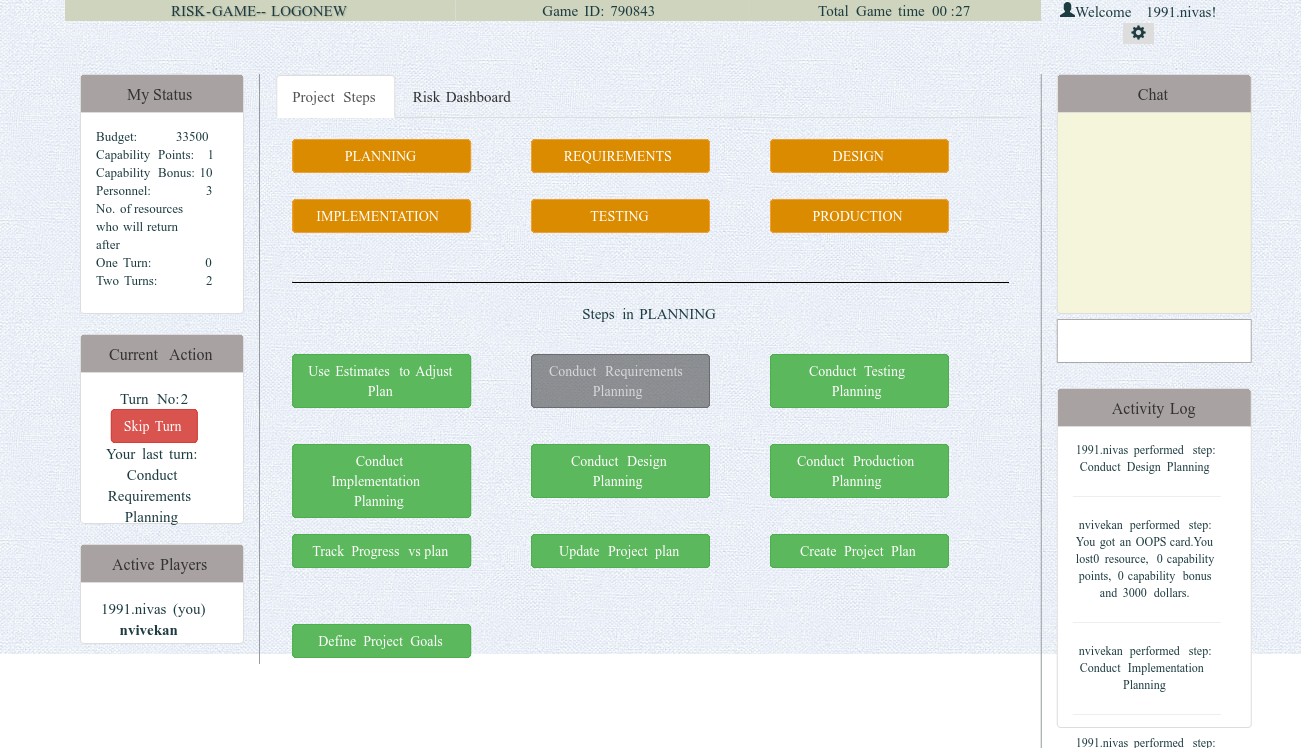 RISK-GAME-- LOGONEW Game ID: 790843 Total Game time 00 :27
Welcome 1991.nivas!
My Status
Budget: 33500
Capability Points: 1
Capability Bonus: 10
Personnel: 3
No. of resources
who will return
after
One Turn: 0
Two Turns: 2
Current Action
Turn No:2
Skip Turn
Your last turn:
Conduct
Requirements
Planning
Active Players
1991.nivas (you)
nvivekan
Project Steps Risk Dashboard
PLANNING REQUIREMENTS DESIGN
IMPLEMENTATION TESTING PRODUCTION
Steps in PLANNING
Use Estimates to Adjust
Plan
Conduct Requirements
Planning
Conduct Testing
Planning
Conduct
Implementation
Planning
Conduct Design
Planning
Conduct Production
Planning
Track Progress vs plan
Update Project plan
Create Project Plan
Define Project Goals
Chat
Activity Log
1991.nivas performed step:
Conduct Design Planning
nvivekan performed step:
You got an OOPS card.You
lost0 resource, 0 capability
points, 0 capability bonus
and 3000 dollars.
nvivekan performed step:
Conduct Implementation
Planning
1991.nivas performed step: